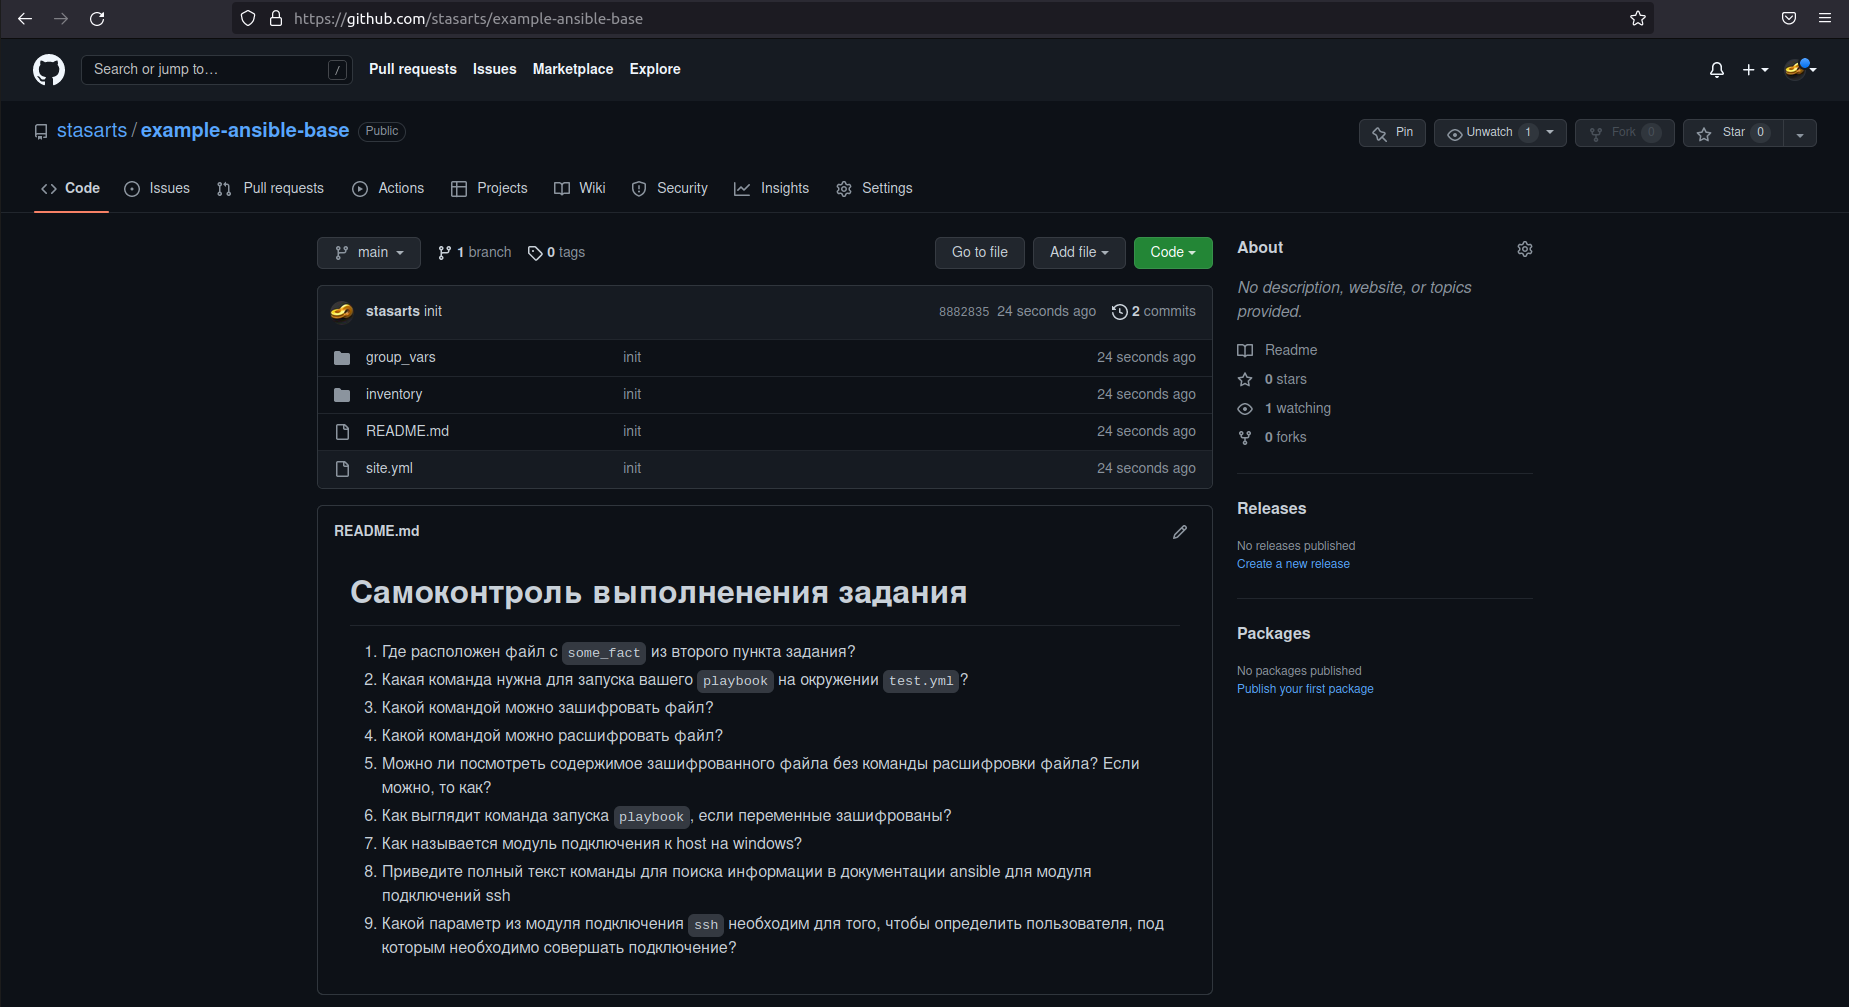 https://github.com/stasarts/example-ansible-base
Search or jump to… / Pull requests Issues Marketplace Explore
stasarts / example-ansible-base Public Pin Unwatch 1 Fork 0 Star 0
Code Issues Pull requests Actions Projects Wiki Security Insights Settings
main 1 branch 0 tags Go to file Add file Code
stasarts init 8882835 24 seconds ago 2 commits
group_vars init 24 seconds ago
inventory init 24 seconds ago
README.md init 24 seconds ago
site.yml init 24 seconds ago
README.md
Самоконтроль выполненения задания
1. Где расположен файл с some_fact из второго пункта задания?
2. Какая команда нужна для запуска вашего playbook на окружении test.yml?
3. Какой командой можно зашифровать файл?
4. Какой командой можно расшифровать файл?
5. Можно ли посмотреть содержимое зашифрованного файла без команды расшифровки файла? Если
можно, то как?
6. Как выглядит команда запуска playbook, если переменные зашифрованы?
7. Как называется модуль подключения к host на windows?
8. Приведите полный текст команды для поиска информации в документации ansible для модуля
подключений ssh
9. Какой параметр из модуля подключения ssh необходим для того, чтобы определить пользователя, под
которым необходимо совершать подключение?
About
No description, website, or topics
provided.
Readme
0 stars
1 watching
0 forks
Releases
No releases published
Create a new release
Packages
No packages published
Publish your first package